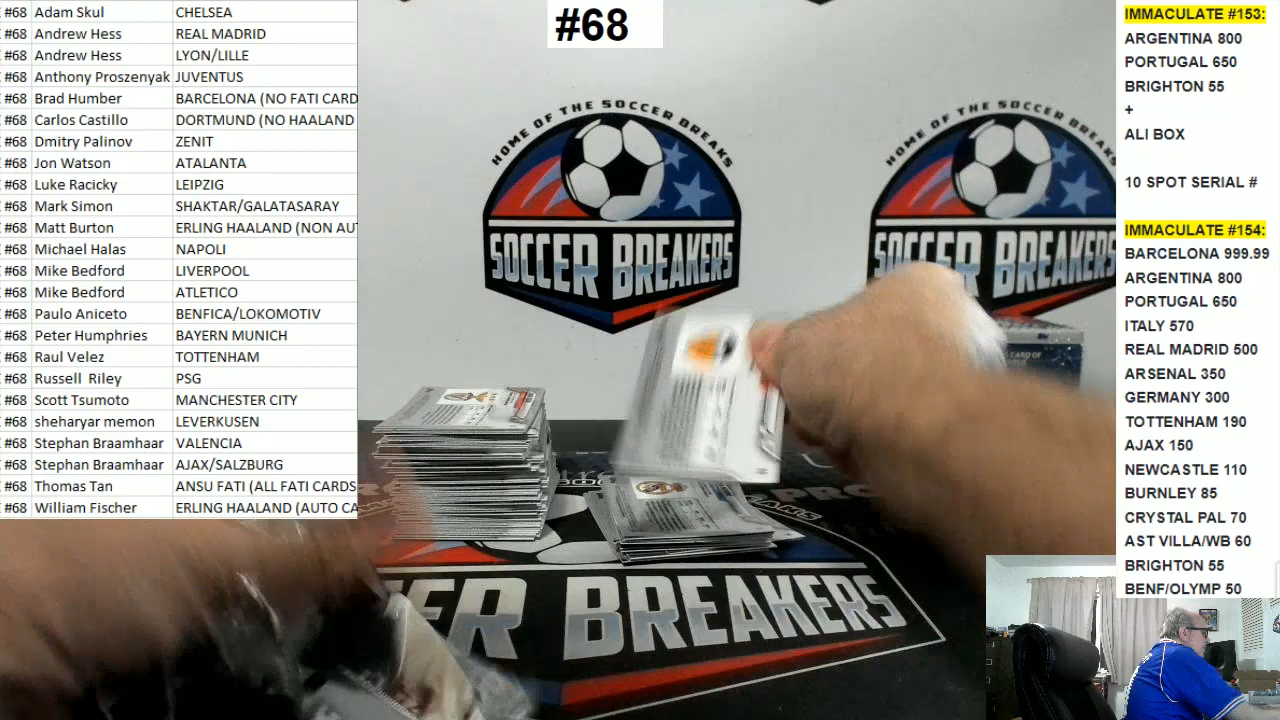 #68 Adam Skul CHELSEA
#68 Andrew Hess REAL MADRID
#68 Andrew Hess LYON/LILLE
#68 Anthony Proszenyak JUVENTUS
#68 Brad Humber BARCELONA (NO FATI CARD
#68 Carlos Castillo DORTMUND (NO HAALAND
#68 Dmitry Palinov ZENIT
#68 Jon Watson ATALANTA
#68 Luke Racicky LEIPZIG
#68 Mark Simon SHAKTAR/GALATASARAY
#68 Matt Burton ERLING HAALAND (NON AU
#68 Michael Halas NAPOLI
#68 Mike Bedford LIVERPOOL
#68 Mike Bedford ATLETICO
#68 Paulo Aniceto BENFICA/LOKOMOTIV
#68 Peter Humphries BAYERN MUNICH
#68 Raul Velez TOTTENHAM
#68 Russell Riley PSG
#68 Scott Tsumoto MANCHESTER CITY
#68 sheharyar memon LEVERKUSEN
#68 Stephan Braamhaar VALENCIA
#68 Stephan Braamhaar AJAX/SALZBURG
#68 Thomas Tan ANSU FATI (ALL FATI CARDS
#68 William Fischer ERLING HAALAND (AUTO CA
#68
HOME OF THE SOCCER BREAKS
SOCCER BREAKERS
HOME OF THE SOCCER BREAKS
SOCCER BREAKERS
CARD OF
ER BREAKERS
IMMACULATE #153:
ARGENTINA 800
PORTUGAL 650
BRIGHTON 55
+
ALI BOX
10 SPOT SERIAL #
IMMACULATE #154:
BARCELONA 999.99
ARGENTINA 800
PORTUGAL 650
ITALY 570
REAL MADRID 500
ARSENAL 350
GERMANY 300
TOTTENHAM 190
AJAX 150
NEWCASTLE 110
BURNLEY 85
CRYSTAL PAL 70
AST VILLA/WB 60
BRIGHTON 55
BENF/OLYMP 50